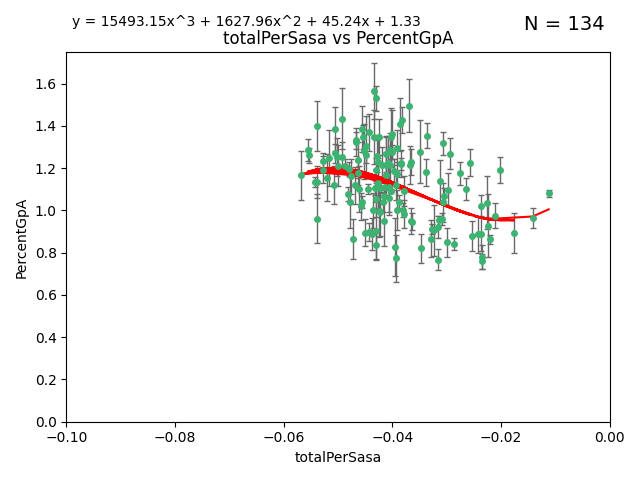 y = 15493.15x^3 + 1627.96x^2 + 45.24x + 1.33
N = 134
totalPerSasa vs PercentGpA
1.6
1.4
1.2
1.0
0.8
0.6
0.4
0.2
0.0
PercentGpA
−0.10 −0.08 −0.06 −0.04 −0.02 0.00
totalPerSasa